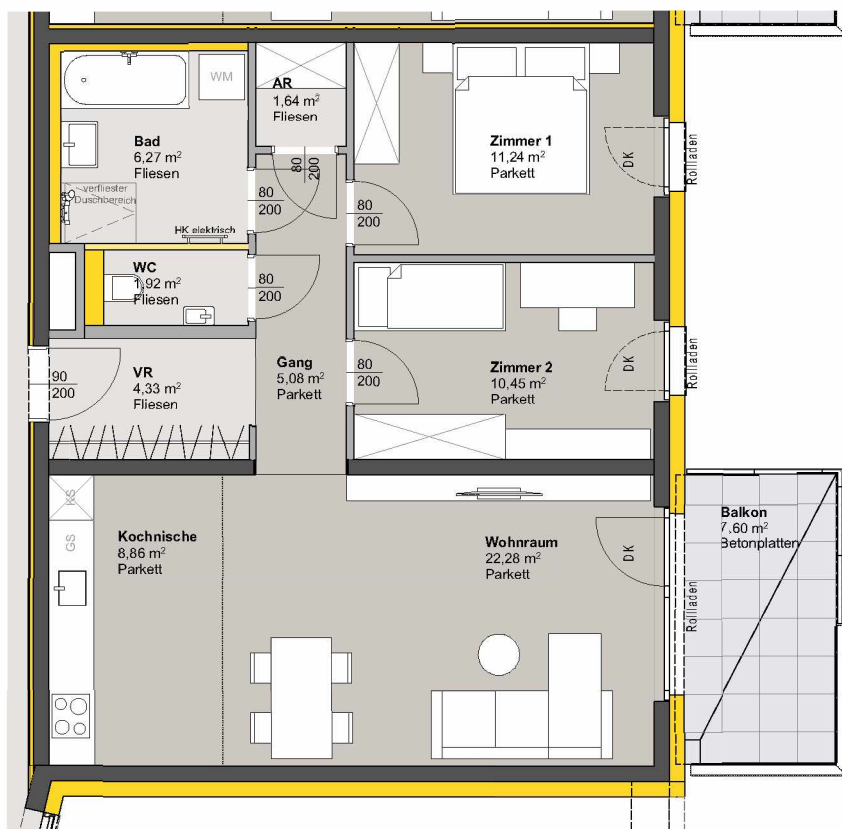 WM
AR
1,64 m²
Fliesen
Bad
6,27 m²
Fliesen
Zimmer 1
11,24 m²
Parkett
DK
Rollladen
80
200
verfliester
Duschbereich
80
200
80
200
HK elektrisch
WC
1,92 m²
Fliesen
80
200
Gang
5,08 m²
Parkett
80
200
Zimmer 2
10,45 m²
Parkett
DK
Rollladen
90
200
VR
4,33 m²
Fliesen
KS
GS
Kochnische
8,86 m²
Parkett
Wohnraum
22,28 m²
Parkett
DK
Rollladen
Balkon
7,60 m²
Betonplatten